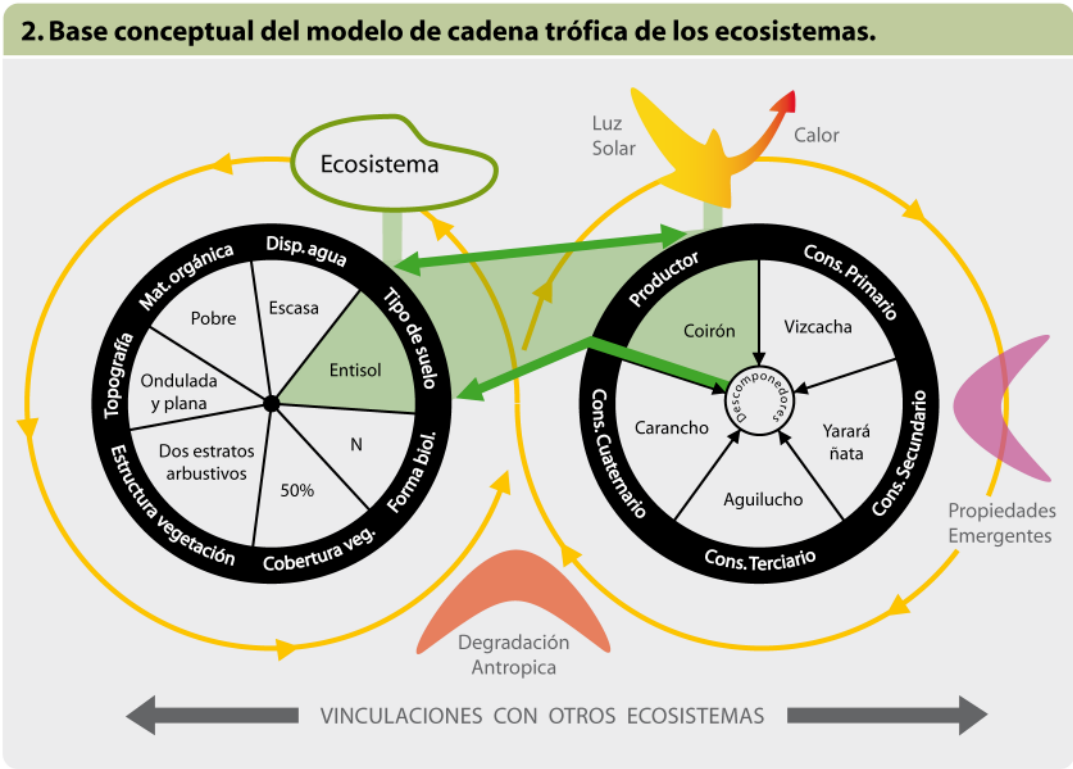 2. Base conceptual del modelo de cadena trófica de los ecosistemas.
Luz
Solar
Calor
Ecosistema
Mat. orgánica
Disp. agua
Tipo de suelo
Forma biol.
Cobertura veg.
Estructura vegetación
Topografía
Pobre
Escasa
Entisol
N
50%
Dos estratos
arbustivos
Ondulada
y plana
Productor
Cons. Primario
Cons. Secundario
Cons. Terciario
Cons. Cuaternario
Coirón
Vizcacha
Yarará
ñata
Aguilucho
Carancho
Descomponedores
Propiedades
Emergentes
Degradación
Antropica
VINCULACIONES CON OTROS ECOSISTEMAS